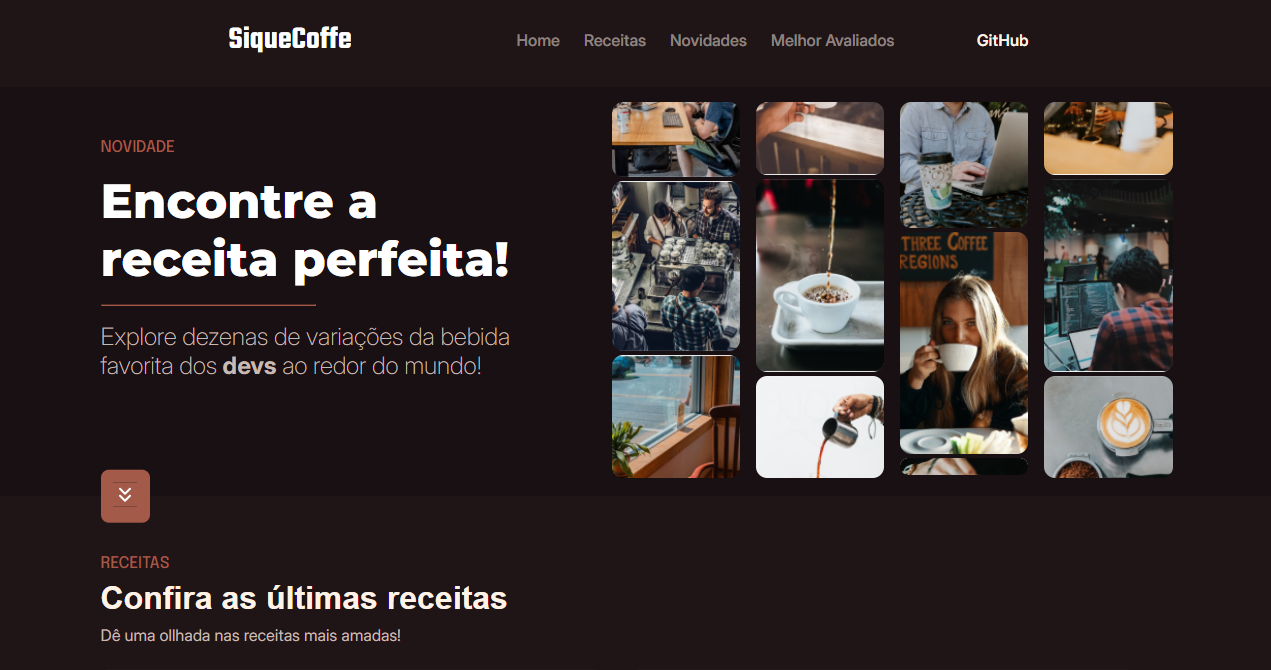 SiqueCoffe
Home Receitas Novidades Melhor Avaliados GitHub
NOVIDADE
Encontre a
receita perfeita!
Explore dezenas de variações da bebida
favorita dos devs ao redor do mundo!
THREE COFFEE
REGIONS
RECEITAS
Confira as últimas receitas
Dê uma ollhada nas receitas mais amadas!